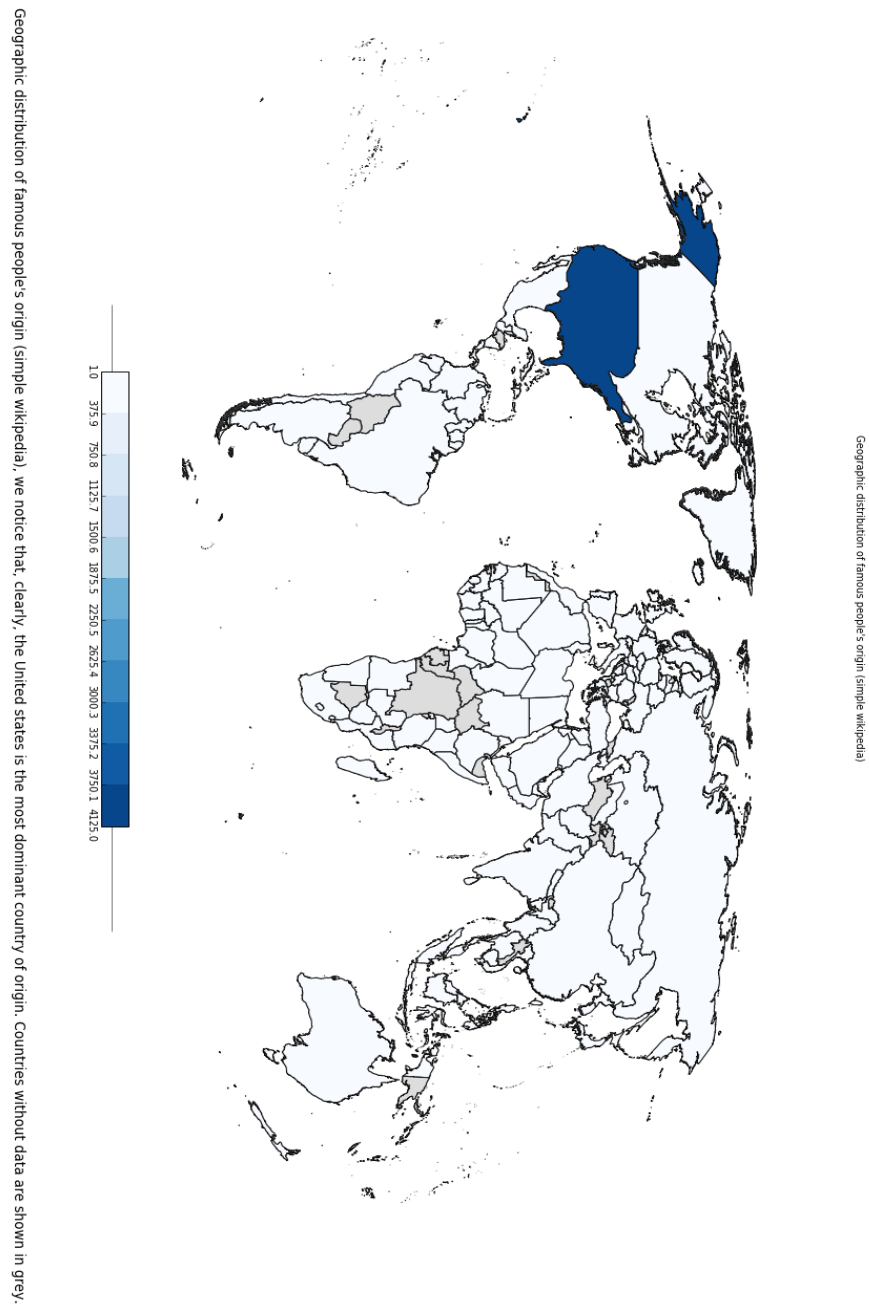 Geographic distribution of famous people's origin (simple wikipedia)
1.0 375.9 750.8 1125.7 1500.6 1875.5 2250.5 2625.4 3000.3 3375.2 3750.1 4125.0
Geographic distribution of famous people's origin (simple wikipedia), we notice that, clearly, the United states is the most dominant country of origin. Countries without data are shown in grey.